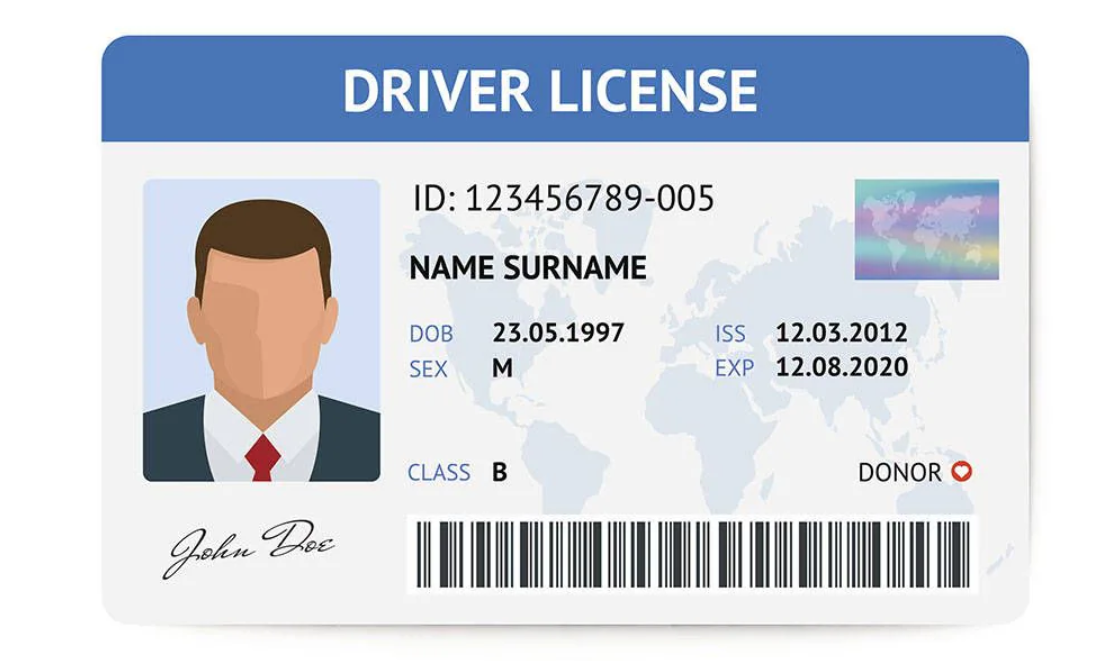 DRIVER LICENSE
ID: 123456789-005
NAME SURNAME
DOB 23.05.1997 ISS 12.03.2012
SEX M EXP 12.08.2020
CLASS B DONOR
John Doe